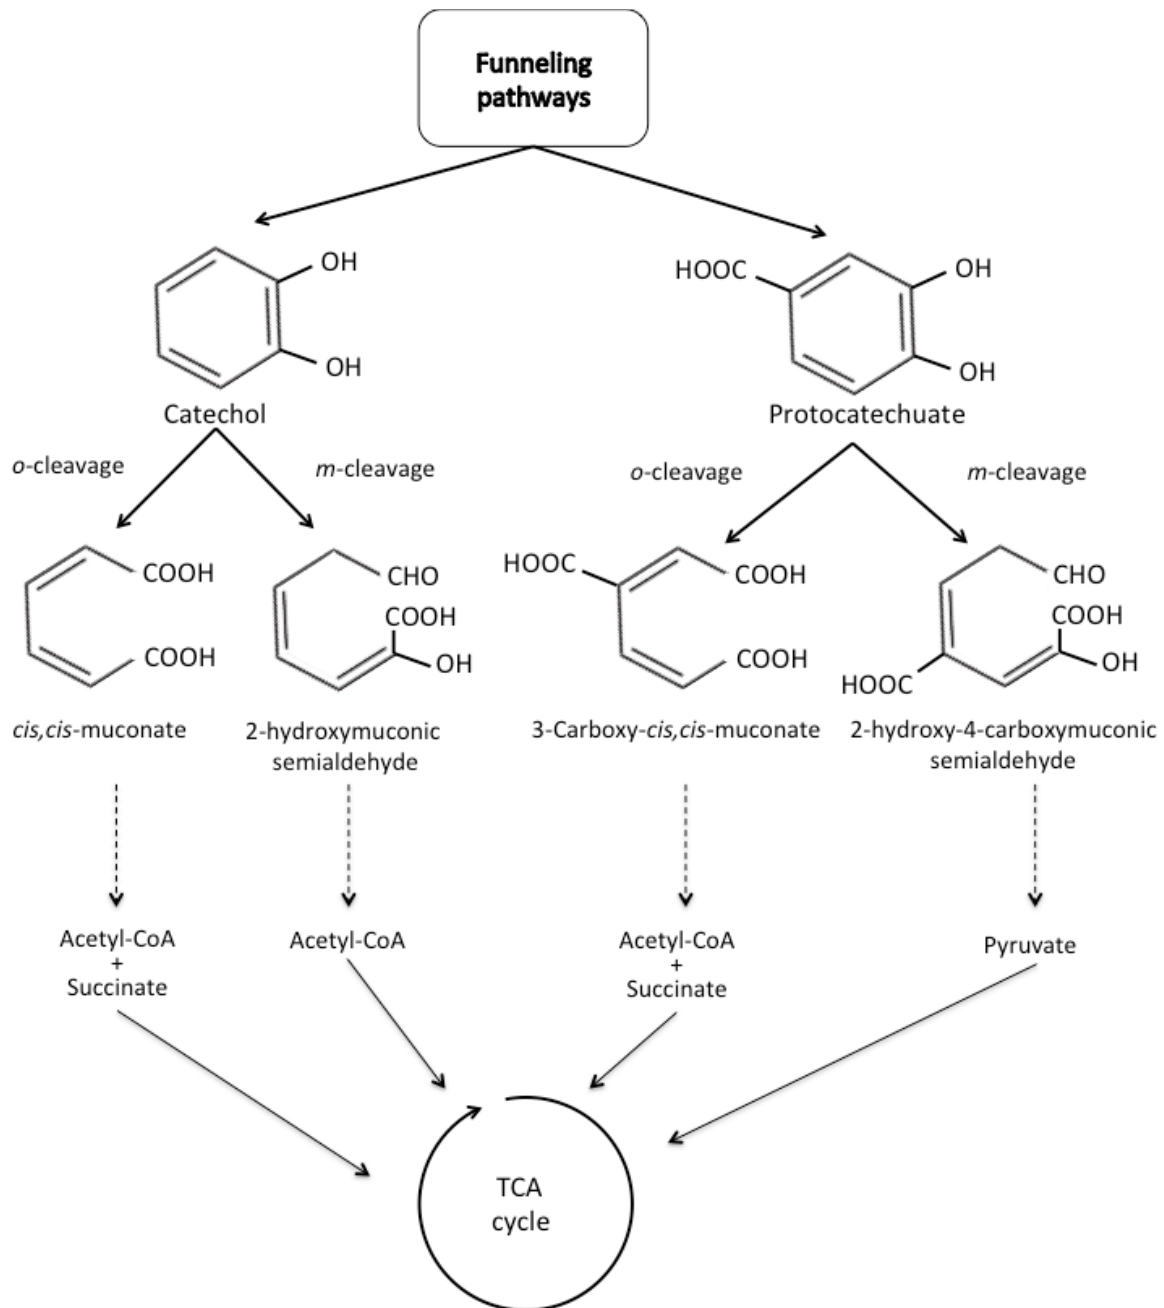 Funneling
pathways
OH
OH
Catechol
HOOC
OH
OH
Protocatechuate
o-cleavage
m-cleavage
o-cleavage
m-cleavage
COOH
COOH
cis,cis-muconate
CHO
COOH
OH
2-hydroxymuconic
semialdehyde
HOOC
COOH
COOH
3-Carboxy-cis,cis-muconate
CHO
COOH
OH
HOOC
2-hydroxy-4-carboxymuconic
semialdehyde
Acetyl-CoA
+
Succinate
Acetyl-CoA
Acetyl-CoA
+
Succinate
Pyruvate
TCA
cycle